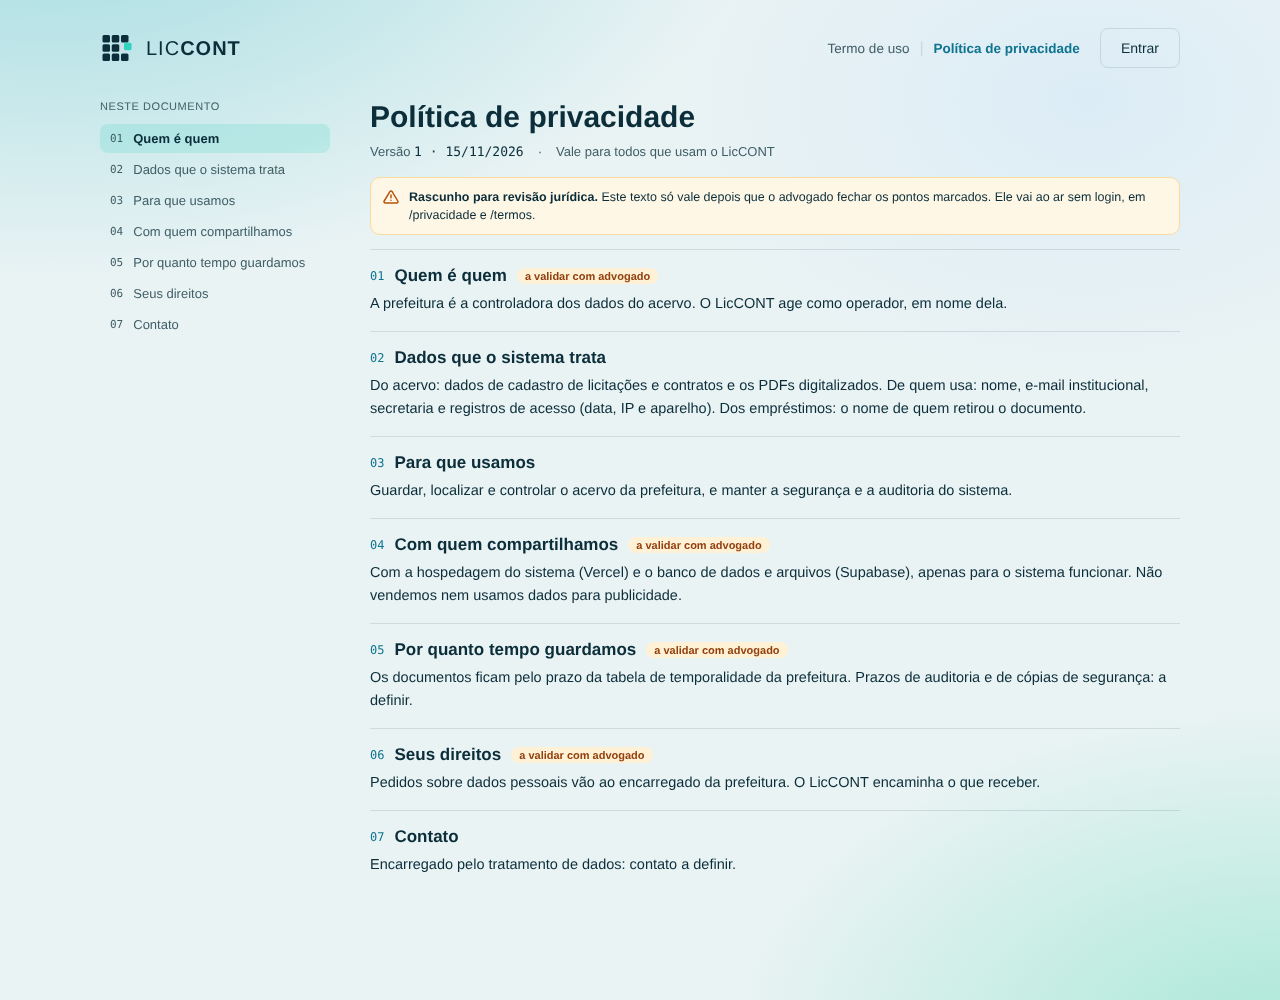 LICCONT
Termo de uso
Política de privacidade
Entrar
NESTE DOCUMENTO
01 Quem é quem
02 Dados que o sistema trata
03 Para que usamos
04 Com quem compartilhamos
05 Por quanto tempo guardamos
06 Seus direitos
07 Contato
Política de privacidade
Versão 1 · 15/11/2026 · Vale para todos que usam o LicCONT
Rascunho para revisão jurídica. Este texto só vale depois que o advogado fechar os pontos marcados. Ele vai ao ar sem login, em
/privacidade e /termos.
01 Quem é quem a validar com advogado
A prefeitura é a controladora dos dados do acervo. O LicCONT age como operador, em nome dela.
02 Dados que o sistema trata
Do acervo: dados de cadastro de licitações e contratos e os PDFs digitalizados. De quem usa: nome, e-mail institucional,
secretaria e registros de acesso (data, IP e aparelho). Dos empréstimos: o nome de quem retirou o documento.
03 Para que usamos
Guardar, localizar e controlar o acervo da prefeitura, e manter a segurança e a auditoria do sistema.
04 Com quem compartilhamos a validar com advogado
Com a hospedagem do sistema (Vercel) e o banco de dados e arquivos (Supabase), apenas para o sistema funcionar. Não
vendemos nem usamos dados para publicidade.
05 Por quanto tempo guardamos a validar com advogado
Os documentos ficam pelo prazo da tabela de temporalidade da prefeitura. Prazos de auditoria e de cópias de segurança: a
definir.
06 Seus direitos a validar com advogado
Pedidos sobre dados pessoais vão ao encarregado da prefeitura. O LicCONT encaminha o que receber.
07 Contato
Encarregado pelo tratamento de dados: contato a definir.